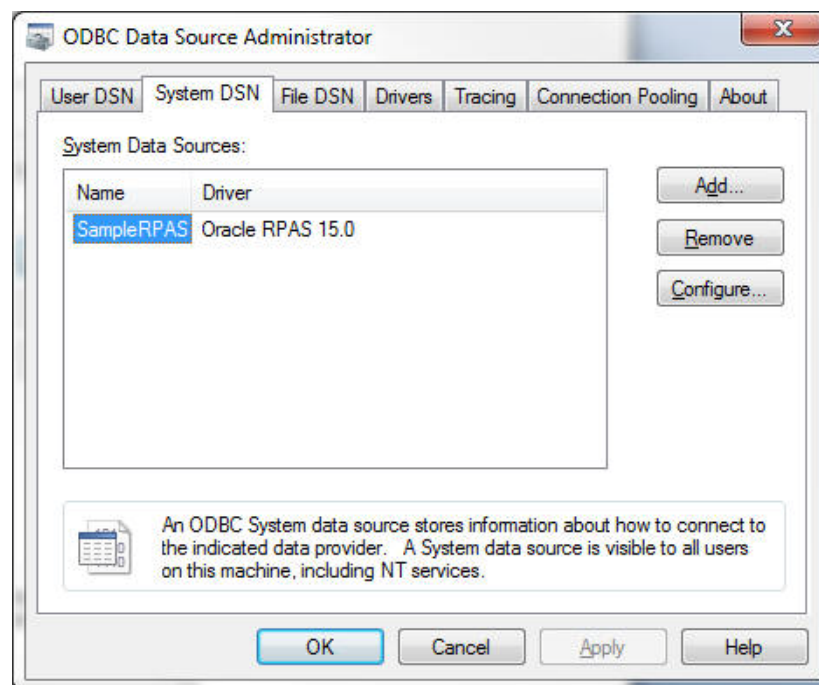 ODBC Data Source Administrator
User DSN System DSN File DSN Drivers Tracing Connection Pooling About
System Data Sources:
Name Driver
SampleRPAS Oracle RPAS 15.0
Add...
Remove
Configure...
An ODBC System data source stores information about how to connect to
the indicated data provider. A System data source is visible to all users
on this machine, including NT services.
OK Cancel Apply Help